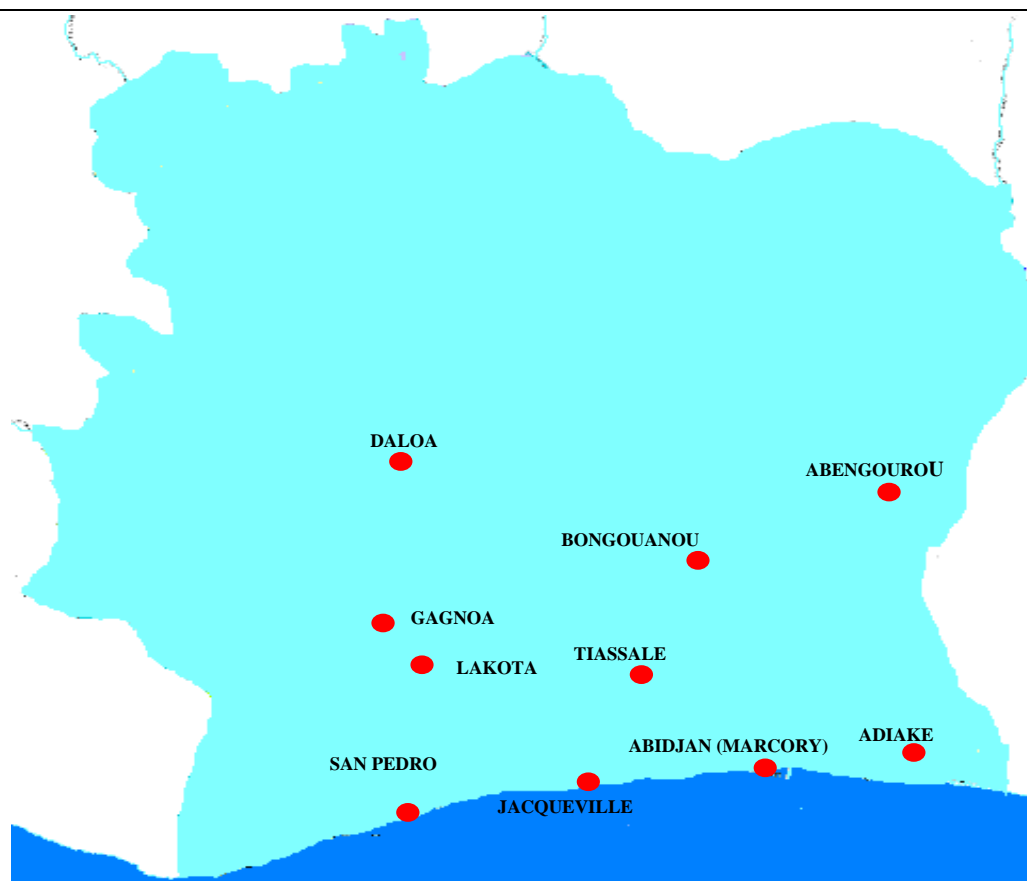 DALOA
ABENGOUROU
BONGOUANOU
GAGNOA
LAKOTA
TIASSALE
ADIAKE
ABIDJAN (MARCORY)
SAN PEDRO
JACQUEVILLE